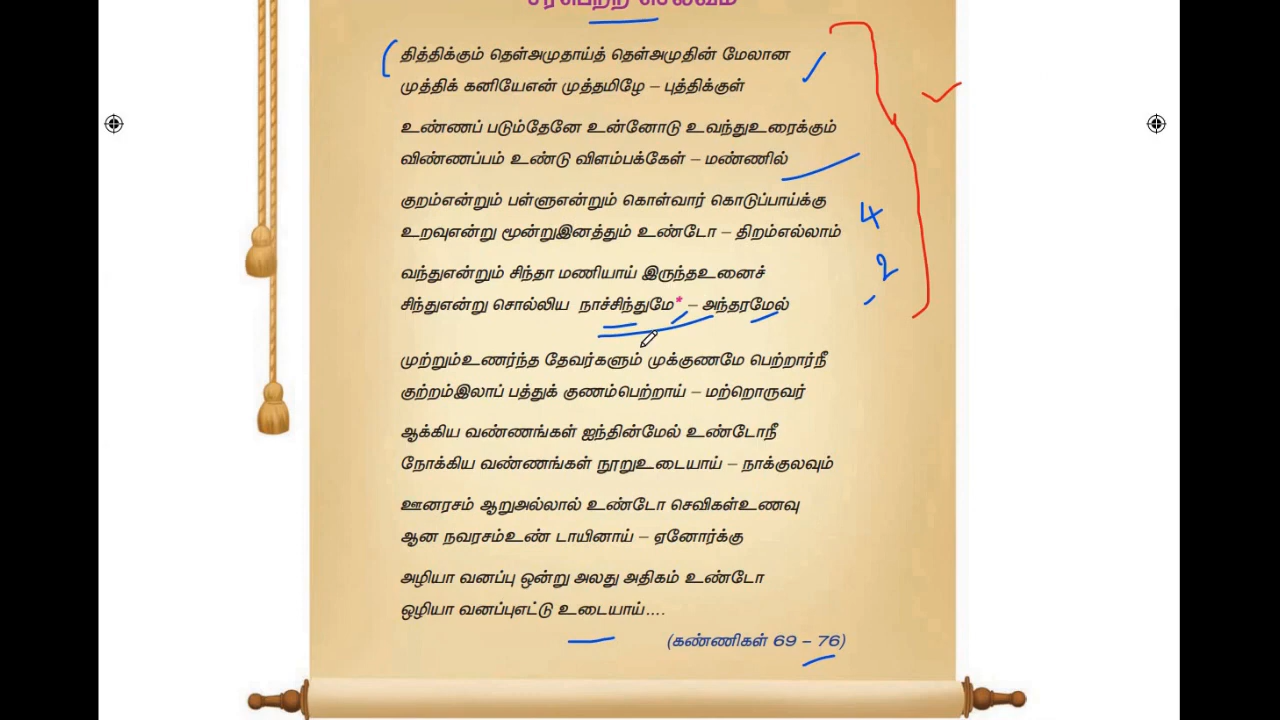 சீர்பெற்ற செல்வம்
தித்திக்கும் தெள்அமுதாய்த் தெள்அமுதின் மேலான
முத்திக் கனியேஎன் முத்தமிழே – புத்திக்குள்
உண்ணப் படும்தேனே உன்னோடு உவந்துஉரைக்கும்
விண்ணப்பம் உண்டு விளம்பக்கேள் – மண்ணில்
4
குறம்என்றும் பள்ளுஎன்றும் கொள்வார் கொடுப்பாய்க்கு
உறவுஎன்று மூன்றுஇனத்தும் உண்டோ – திறம்எல்லாம்
2
வந்துஎன்றும் சிந்தா மணியாய் இருந்தஉனைச்
சிந்துஎன்று சொல்லிய நாச்சிந்துமே* – அந்தரமேல்
முற்றும்உணர்ந்த தேவர்களும் முக்குணமே பெற்றார்நீ
குற்றம்இலாப் பத்துக் குணம்பெற்றாய் – மற்றொருவர்
ஆக்கிய வண்ணங்கள் ஐந்தின்மேல் உண்டோநீ
நோக்கிய வண்ணங்கள் நூறுஉடையாய் – நாக்குலவும்
ஊனரசம் ஆறுஅல்லால் உண்டோ செவிகள்உணவு
ஆன நவரசம்உண் டாயினாய் – ஏனோர்க்கு
அழியா வனப்பு ஒன்று அலது அதிகம் உண்டோ
ஒழியா வனப்புஎட்டு உடையாய்....
(கண்ணிகள் 69 – 76)